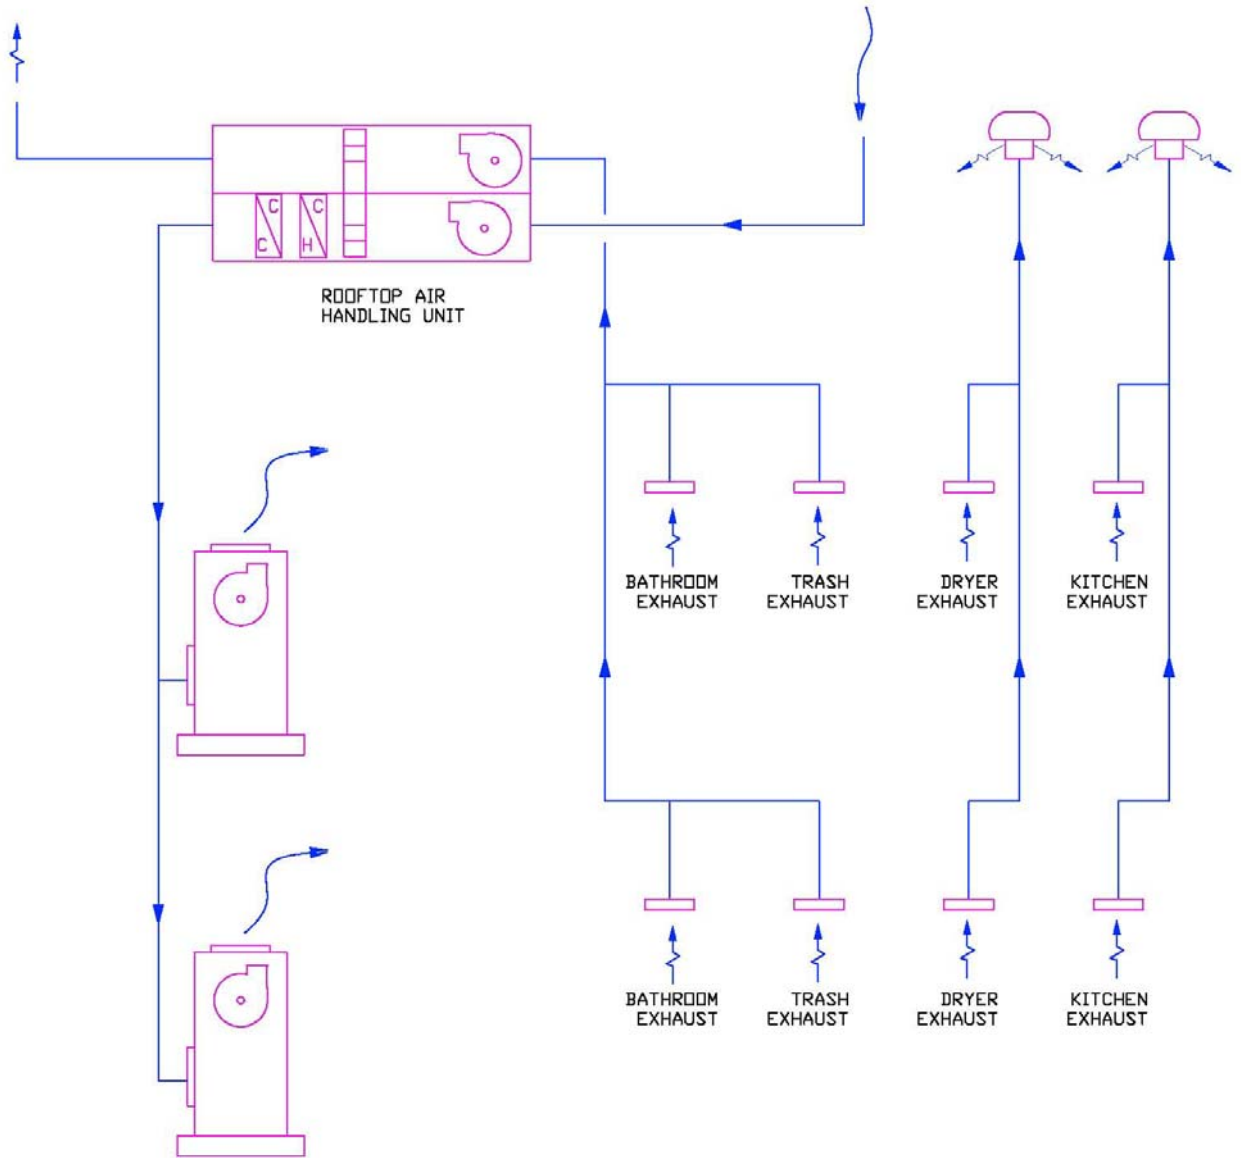 C
C
C
H
ROOFTOP AIR
HANDLING UNIT
BATHROOM
EXHAUST
TRASH
EXHAUST
DRYER
EXHAUST
KITCHEN
EXHAUST
BATHROOM
EXHAUST
TRASH
EXHAUST
DRYER
EXHAUST
KITCHEN
EXHAUST